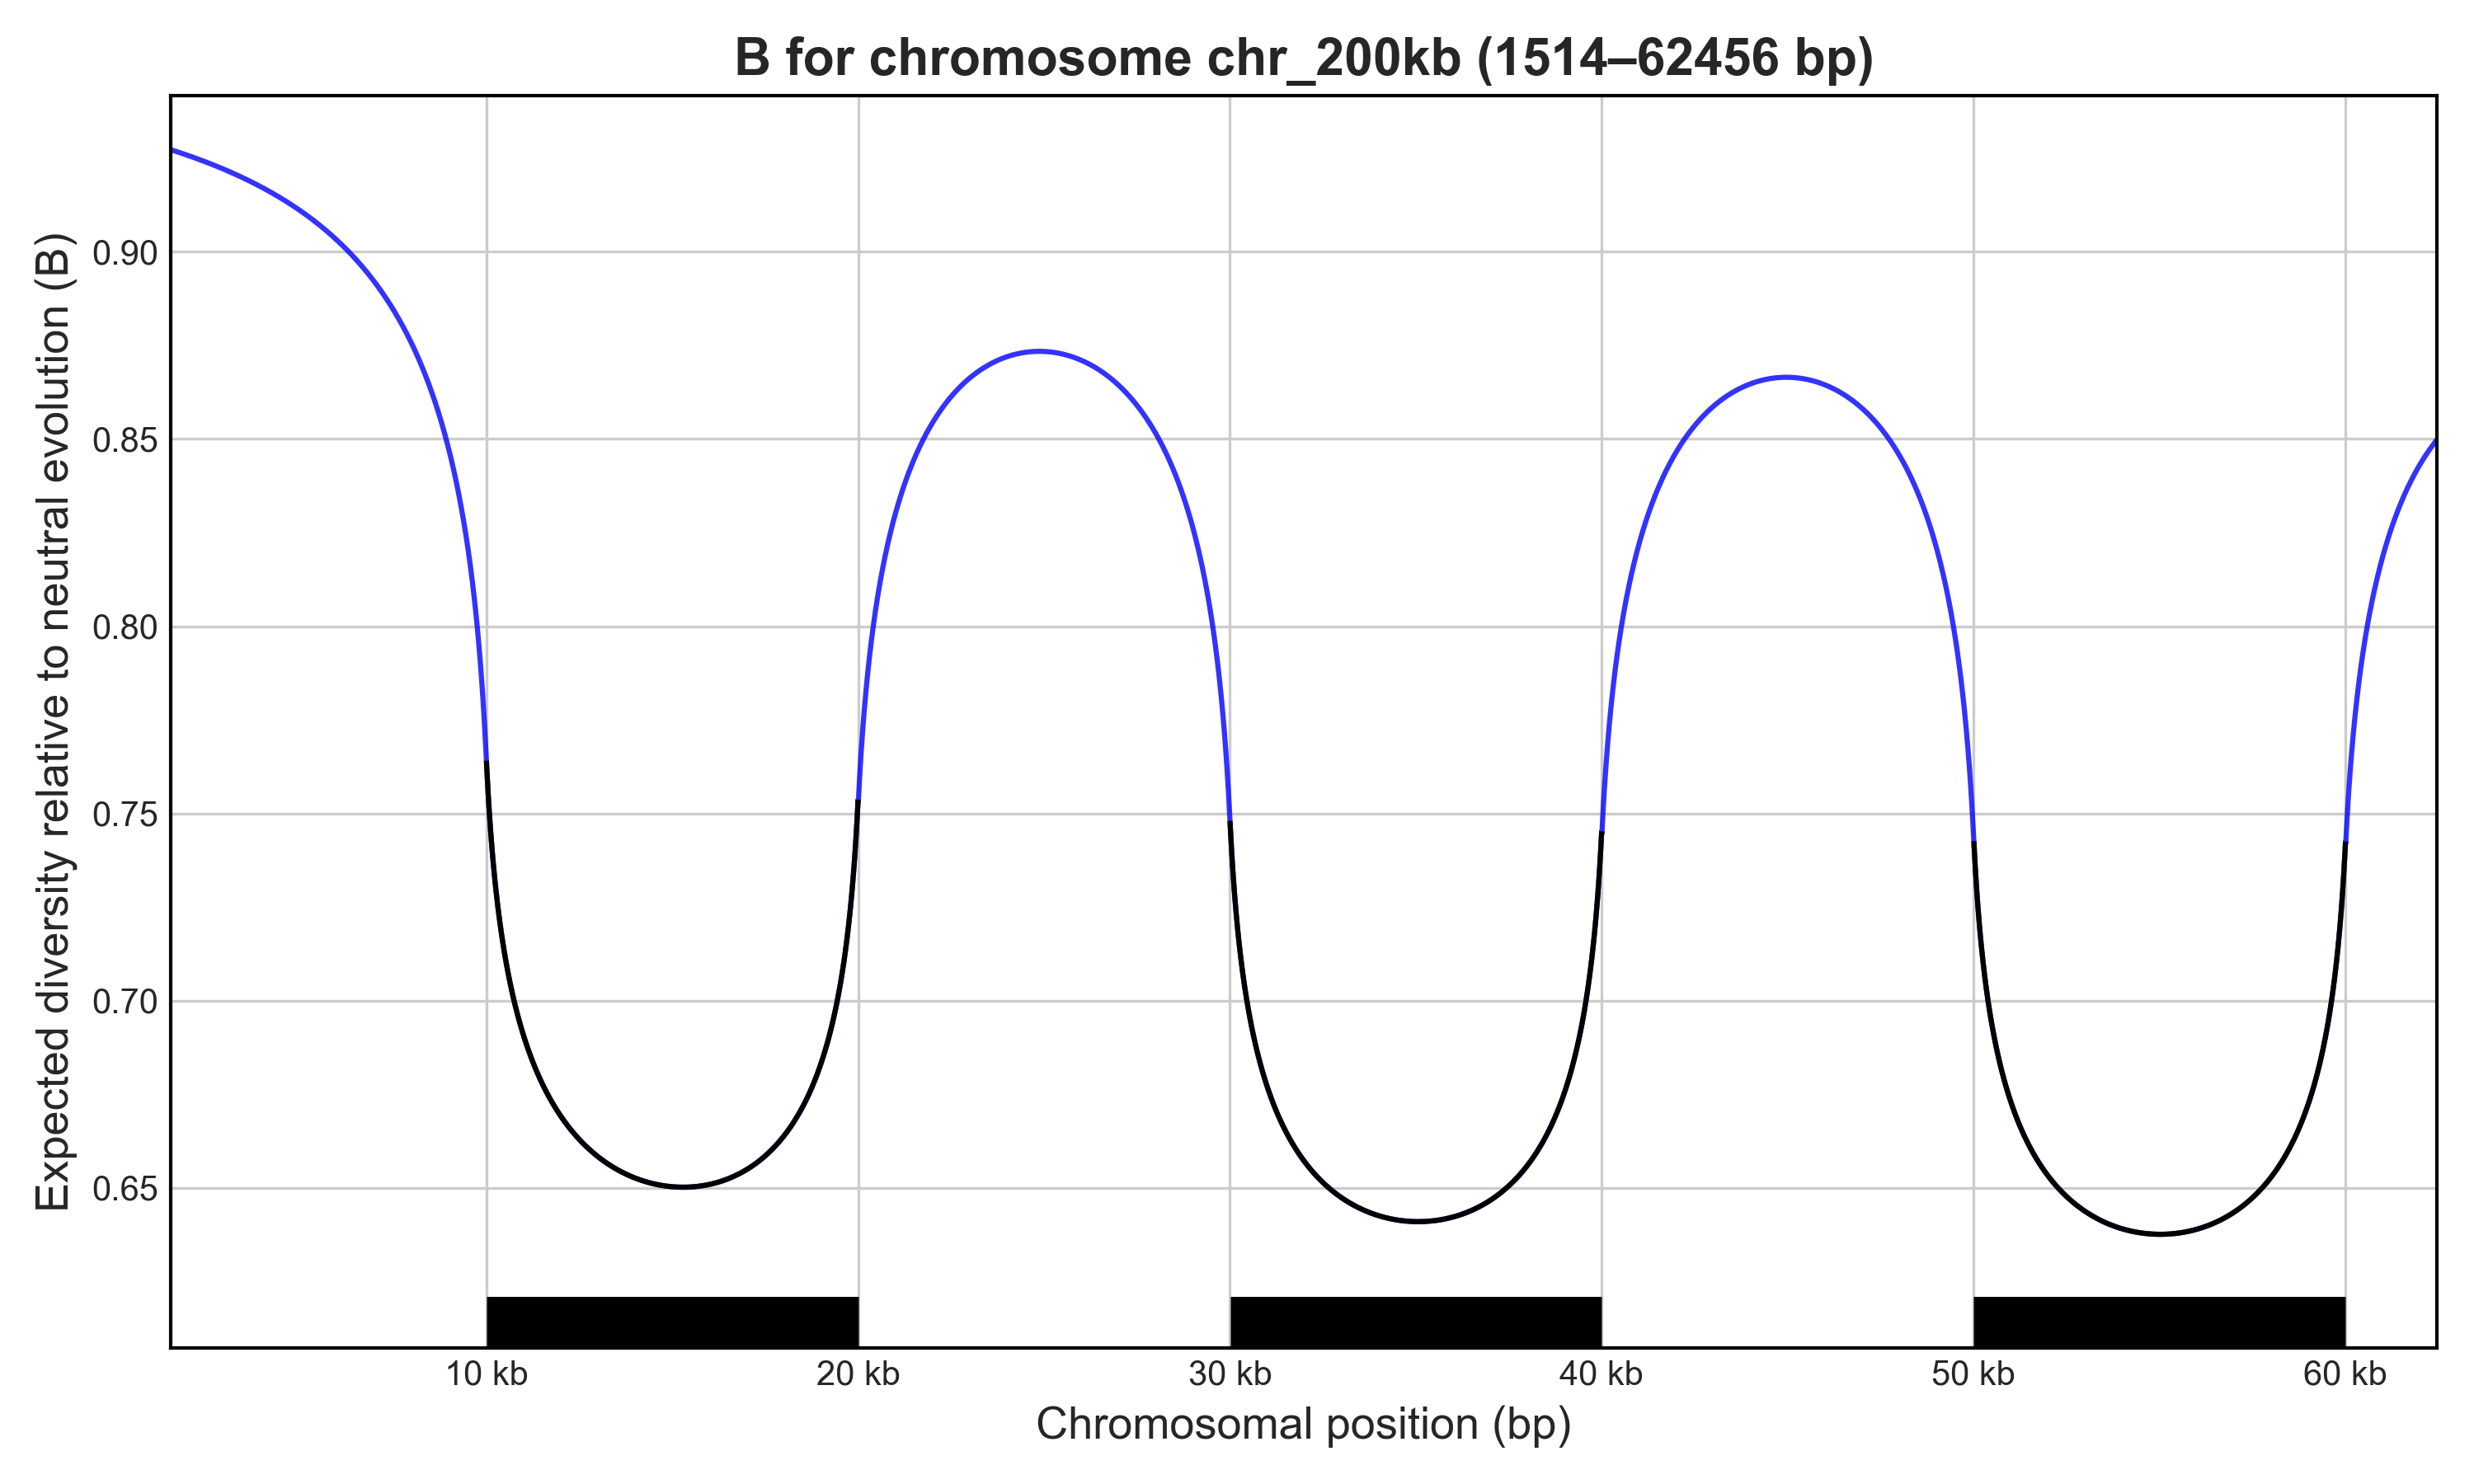 B for chromosome chr_200kb (1514–62456 bp)
Expected diversity relative to neutral evolution (B)
0.90
0.85
0.80
0.75
0.70
0.65
10 kb 20 kb 30 kb 40 kb 50 kb 60 kb
Chromosomal position (bp)